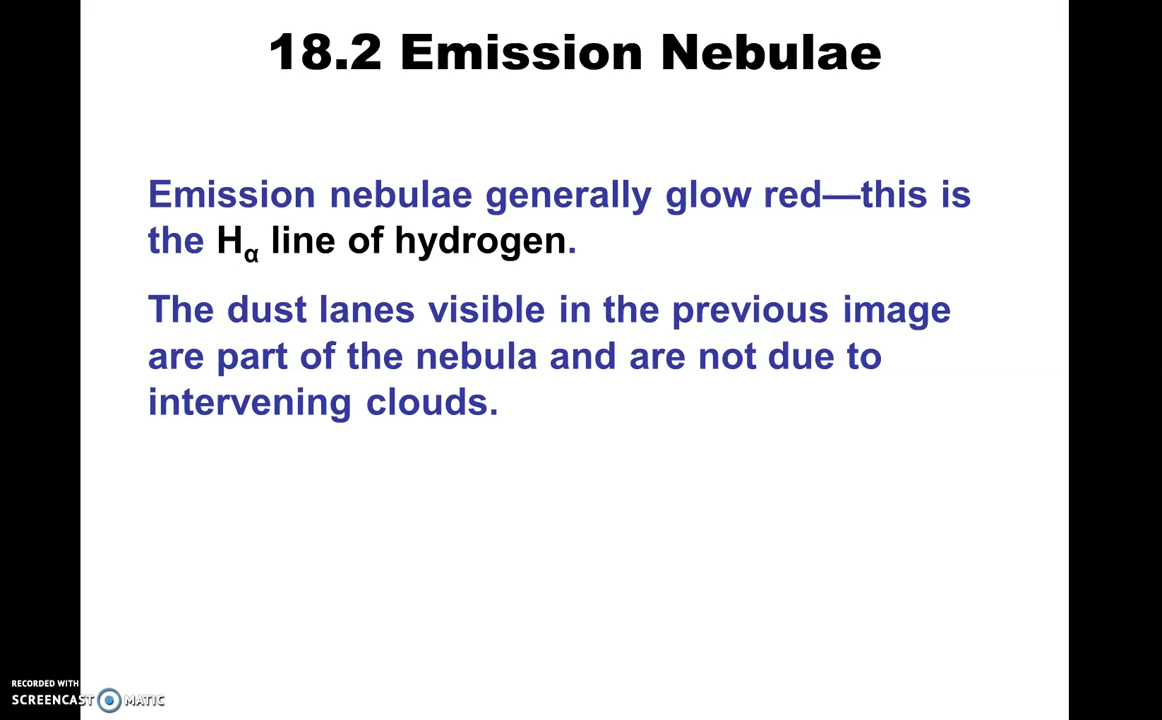 18.2 Emission Nebulae
Emission nebulae generally glow red—this is
the Hα line of hydrogen.
The dust lanes visible in the previous image
are part of the nebula and are not due to
intervening clouds.
RECORDED WITH
SCREENCAST MATIC